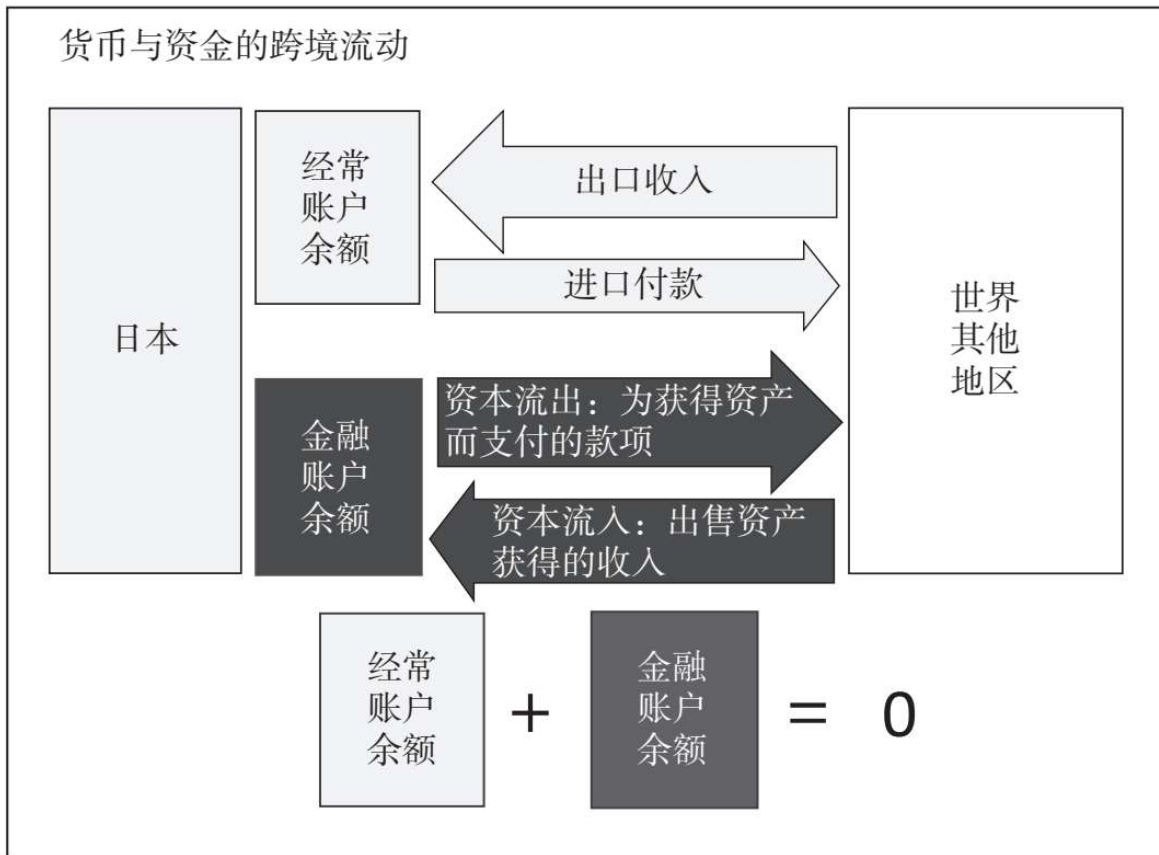 货币与资金的跨境流动
日本
经常
账户
余额
出口收入
进口付款
世界
其他
地区
金融
账户
余额
资本流出：为获得资产
而支付的款项
资本流入：出售资产
获得的收入
经常
账户
余额
+
金融
账户
余额
= 0